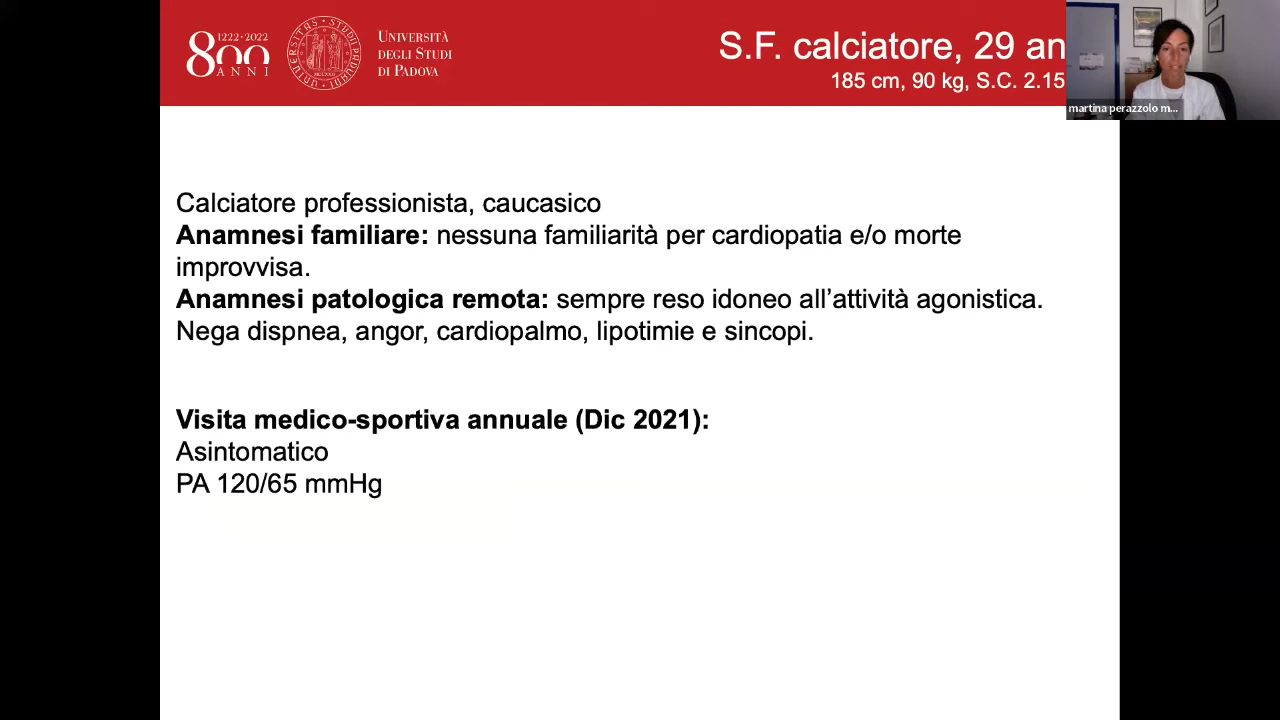 1222·2022
800
ANNI
UNIVERSITÀ
DEGLI STUDI
DI PADOVA
S.F. calciatore, 29 an
185 cm, 90 kg, S.C. 2.15
martina perazzolo m...
Calciatore professionista, caucasico
Anamnesi familiare: nessuna familiarità per cardiopatia e/o morte
improvvisa.
Anamnesi patologica remota: sempre reso idoneo all’attività agonistica.
Nega dispnea, angor, cardiopalmo, lipotimie e sincopi.
Visita medico-sportiva annuale (Dic 2021):
Asintomatico
PA 120/65 mmHg